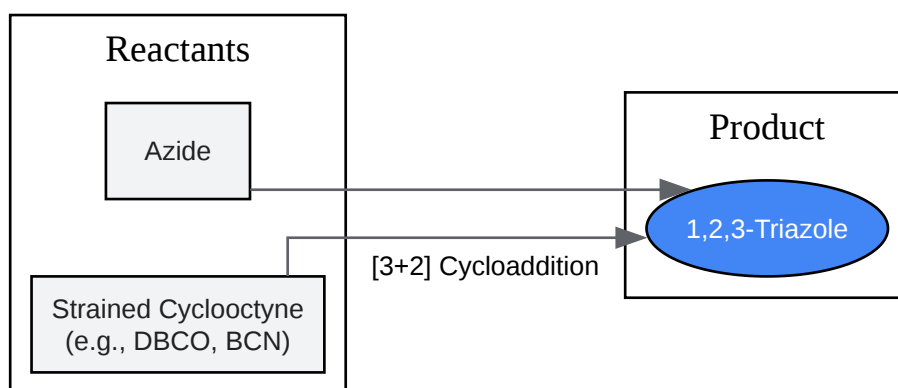 Reactants
Azide
Strained Cyclooctyne
(e.g., DBCO, BCN)
[3+2] Cycloaddition
Product
1,2,3-Triazole